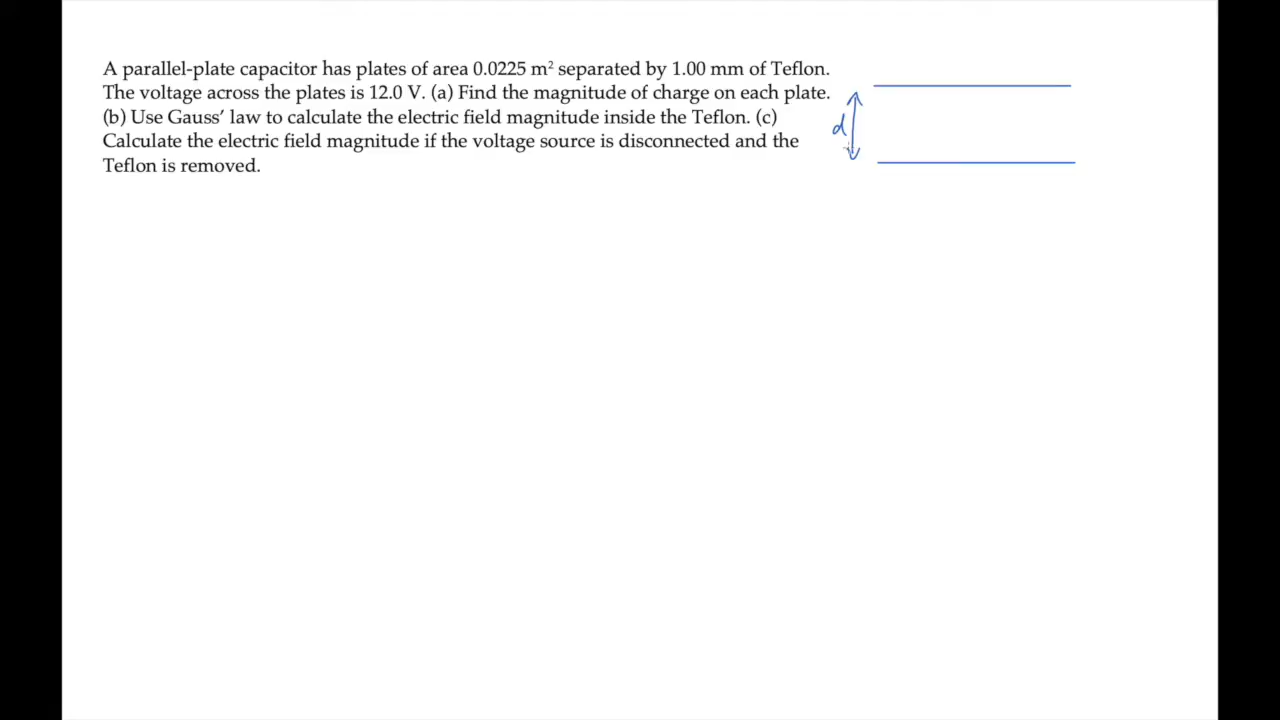 A parallel-plate capacitor has plates of area 0.0225 m² separated by 1.00 mm of Teflon.
The voltage across the plates is 12.0 V. (a) Find the magnitude of charge on each plate.
(b) Use Gauss’ law to calculate the electric field magnitude inside the Teflon. (c)
Calculate the electric field magnitude if the voltage source is disconnected and the
Teflon is removed.
d